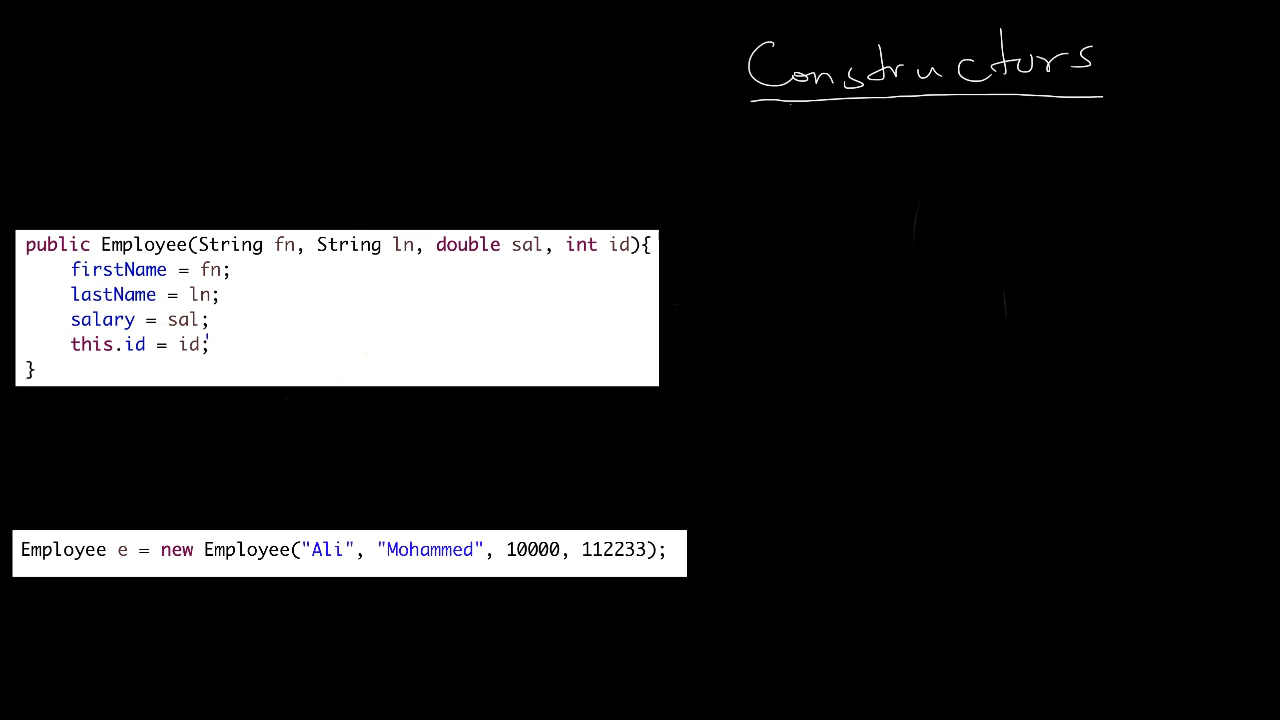 Constructors
public Employee(String fn, String ln, double sal, int id){
    firstName = fn;
    lastName = ln;
    salary = sal;
    this.id = id;
}
Employee e = new Employee("Ali", "Mohammed", 10000, 112233);